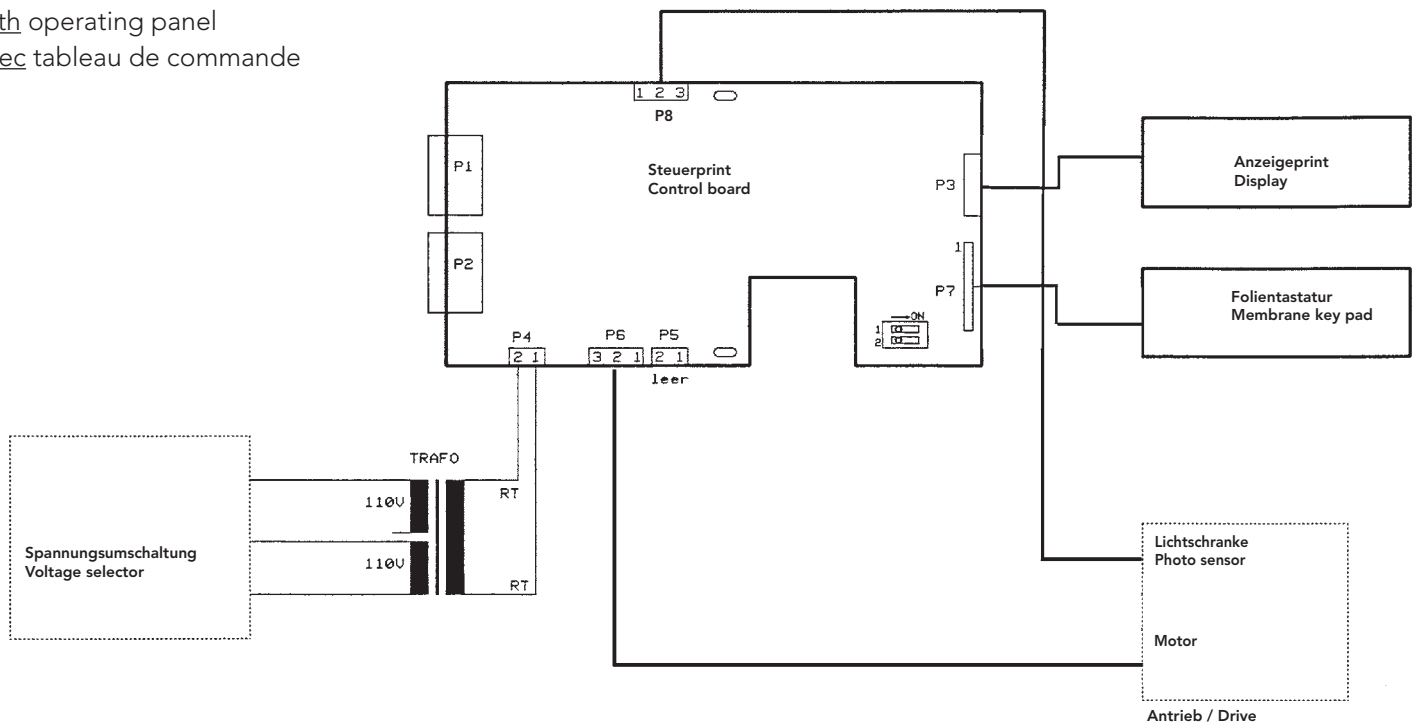 th operating panel
ec tableau de commande
1 2 3
P8
P1
Steuerprint
Control board
P3
Anzeigeprint
Display
P2
1
P7
Folientastatur
Membrane key pad
→ON
1
2
P4
P6
P5
2 1
3 2 1
2 1
leer
TRAFO
110V
RT
Spannungsumschaltung
Voltage selector
110V
RT
Lichtschranke
Photo sensor
Motor
Antrieb / Drive